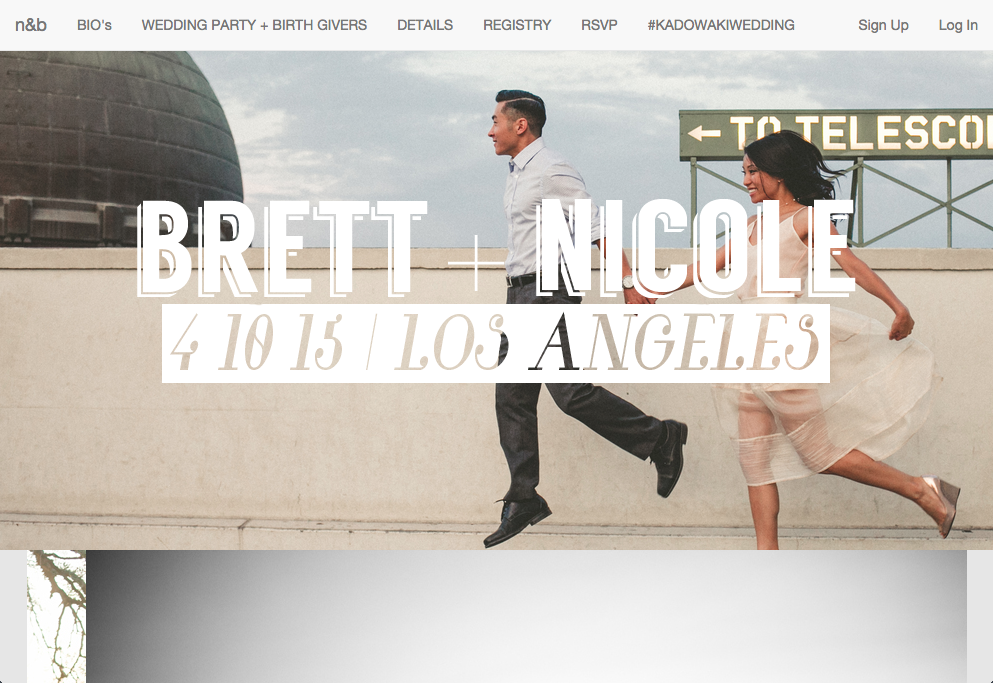 n&b BIO's WEDDING PARTY + BIRTH GIVERS DETAILS REGISTRY RSVP #KADOWAKIWEDDING Sign Up Log In
← TO TELESCO
BRETT + NICOLE
4 10 15 / LOS ANGELES